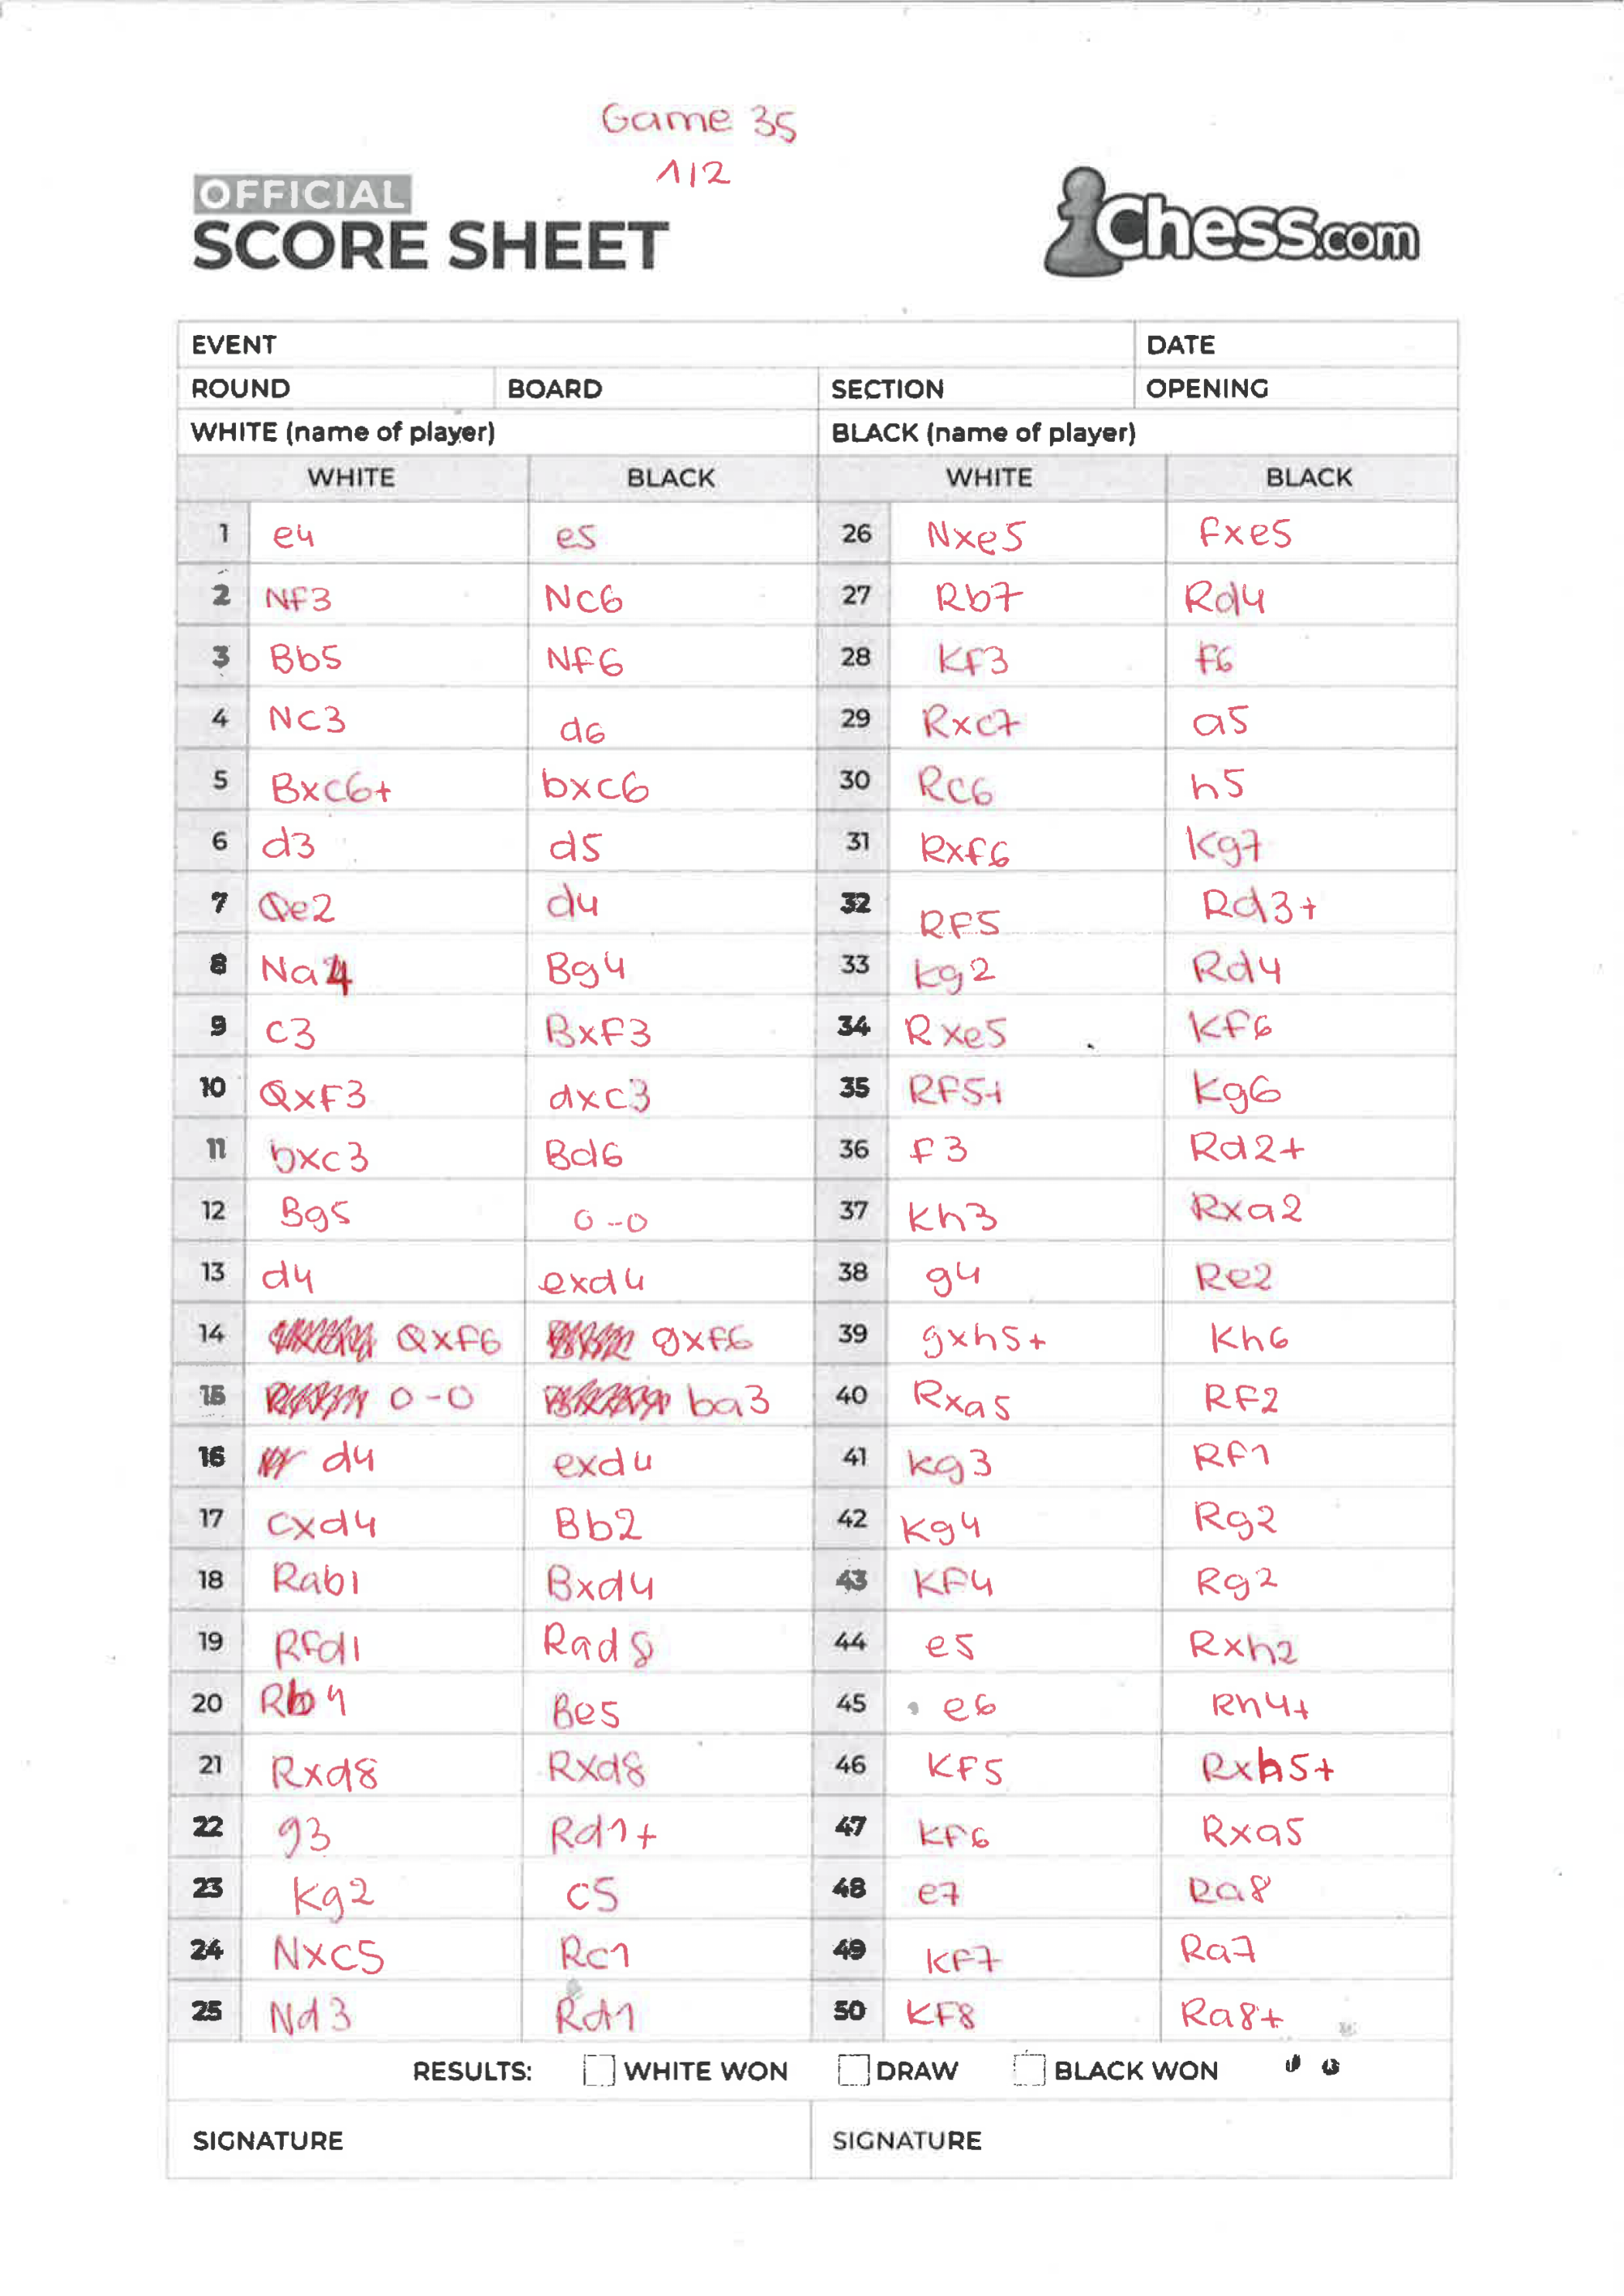 Game 35
1/2
OFFICIAL
SCORE SHEET
Chess.com
EVENT DATE
ROUND BOARD SECTION OPENING
WHITE (name of player) BLACK (name of player)
WHITE BLACK WHITE BLACK
1 e4 e5 26 Nxe5 fxe5
2 Nf3 Nc6 27 Rb7 Rd4
3 Bb5 NF6 28 KF3 f6
4 Nc3 d6 29 Rxc7 a5
5 Bxc6+ bxc6 30 Rc6 h5
6 d3 d5 31 Rxf6 Kg7
7 Qe2 d4 32 RF5 Rd3+
8 Na4 Bg4 33 kg2 Rd4
9 c3 BxF3 34 Rxe5 Kf6
10 QxF3 dxc3 35 RF5+ Kg6
11 bxc3 Bd6 36 f3 Rd2+
12 Bg5 0-0 37 kh3 Rxa2
13 d4 exd4 38 g4 Re2
14 QxF6 gxf6 39 gxh5+ Kh6
15 0-0 ba3 40 Rxa5 RF2
16 d4 exd4 41 kg3 RF1
17 cxd4 Bb2 42 Kg4 Rg2
18 Rab1 Bxd4 43 KF4 Rg2
19 Rfd1 Rad8 44 e5 Rxh2
20 Rb4 Be5 45 e6 Rh4+
21 Rxd8 Rxd8 46 KF5 Rxh5+
22 g3 Rd1+ 47 kf6 Rxa5
23 kg2 c5 48 e7 Ra8
24 Nxc5 Rc1 49 KF7 Ra7
25 Nd3 Rd1 50 KF8 Ra8+
RESULTS: WHITE WON DRAW BLACK WON
SIGNATURE SIGNATURE